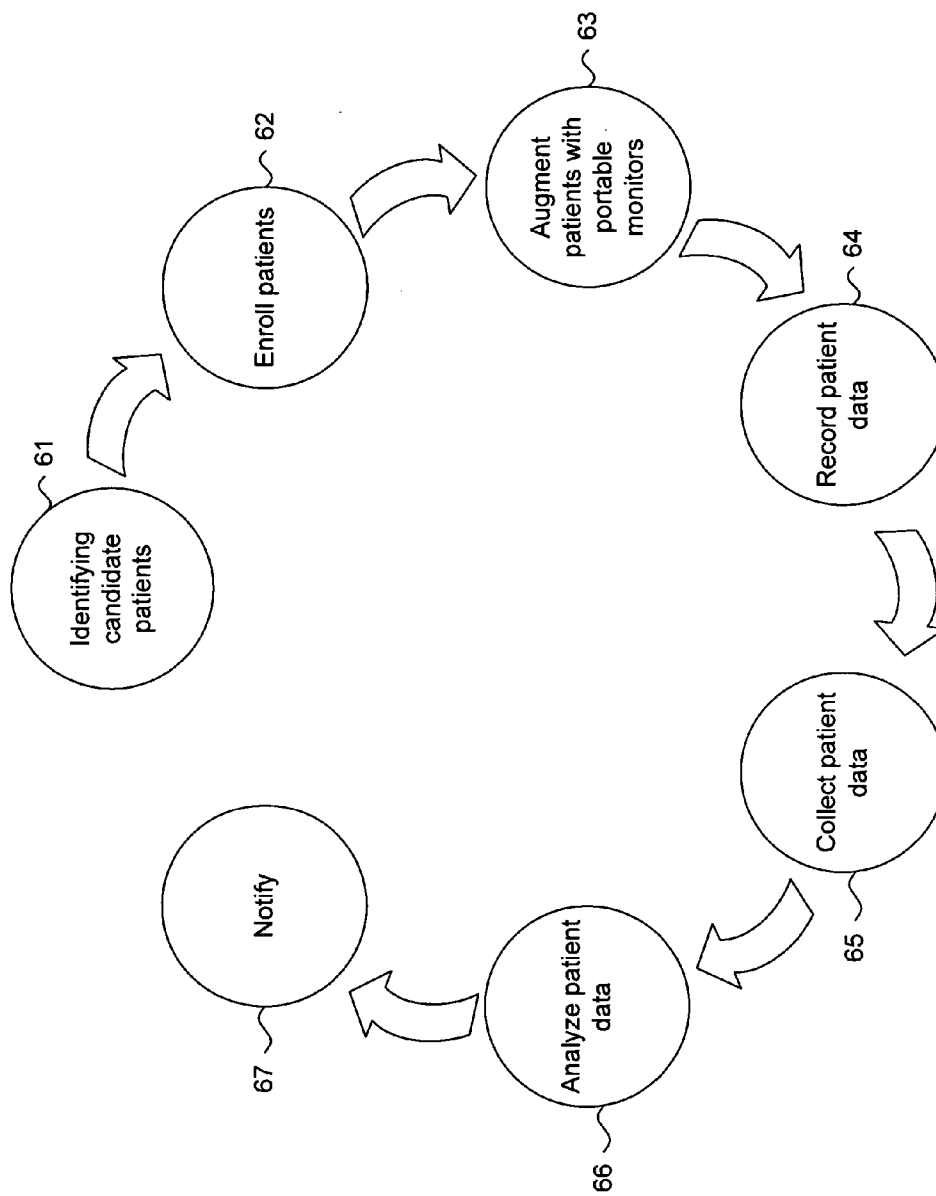 61
Identifying
candidate
patients
62
Enroll patients
63
Augment
patients with
portable
monitors
64
Record patient
data
65
Collect patient
data
66
Analyze patient
data
67
Notify